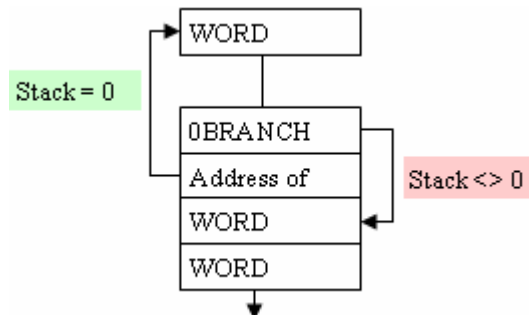 WORD
Stack = 0
0BRANCH
Address of
Stack <> 0
WORD
WORD